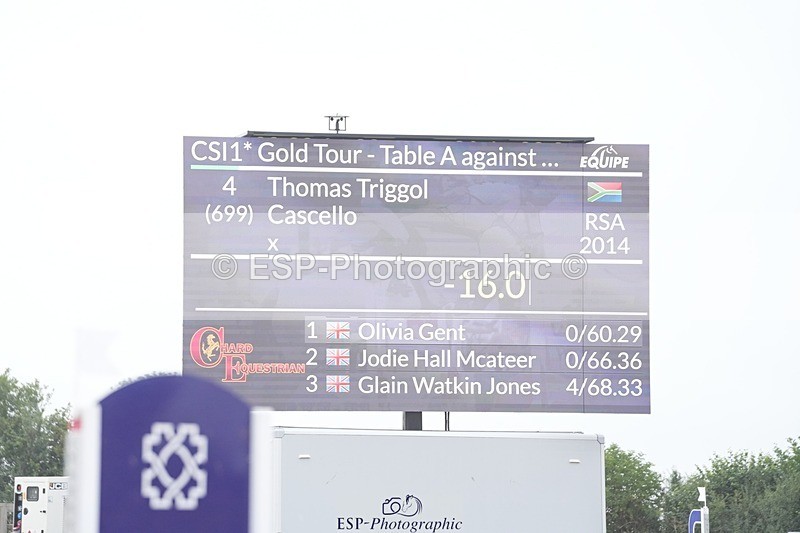 CSI1* Gold Tour - Table A against ... EQUIPE
4 Thomas Triggol
(699) Cascello RSA
x 2014
© ESP-Photographic ©
-16.0
1 Olivia Gent 0/60.29
2 Jodie Hall Mcateer 0/66.36
3 Glain Watkin Jones 4/68.33
CHARD
EQUESTRIAN
JCB
ESP-Photographic